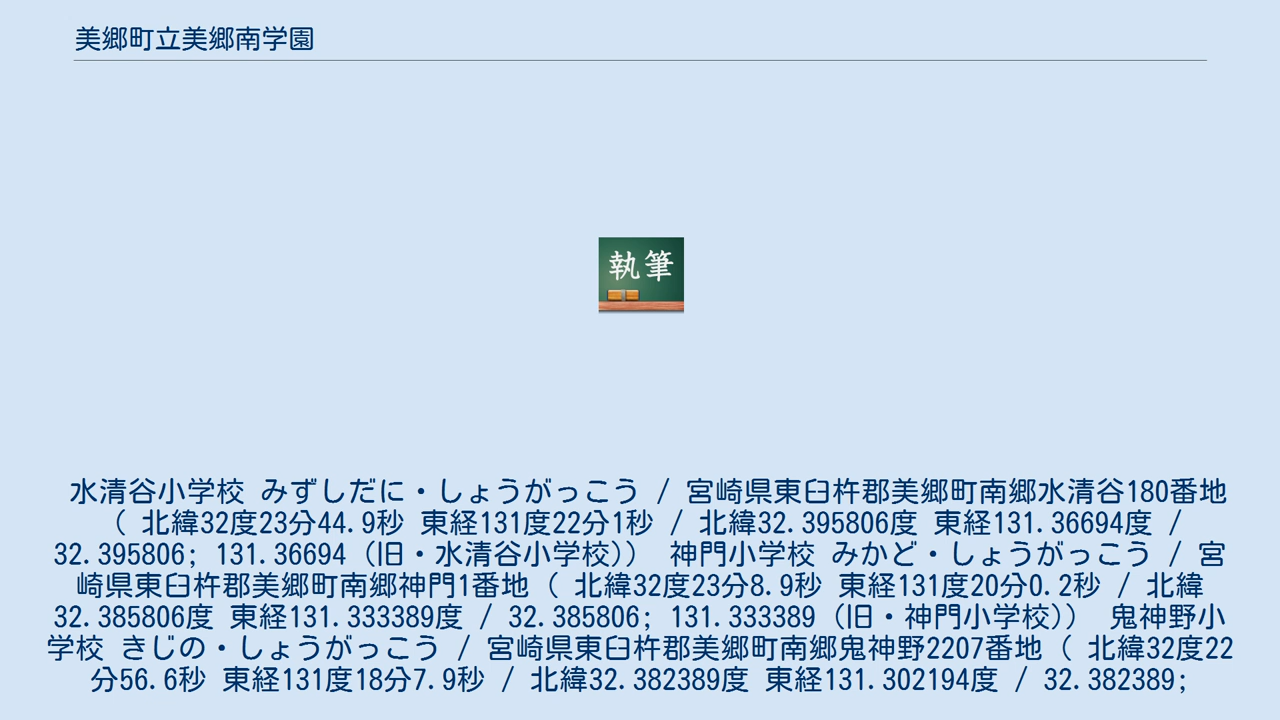 美郷町立美郷南学園
執筆
水清谷小学校 みずしだに・しょうがっこう / 宮崎県東臼杵郡美郷町南郷水清谷180番地
( 北緯32度23分44.9秒 東経131度22分1秒 / 北緯32.395806度 東経131.36694度 /
32.395806; 131.36694 (旧・水清谷小学校)) 神門小学校 みかど・しょうがっこう / 宮
崎県東臼杵郡美郷町南郷神門1番地 ( 北緯32度23分8.9秒 東経131度20分0.2秒 / 北緯
32.385806度 東経131.333389度 / 32.385806; 131.333389 (旧・神門小学校)) 鬼神野小
学校 きじの・しょうがっこう / 宮崎県東臼杵郡美郷町南郷鬼神野2207番地 ( 北緯32度22
分56.6秒 東経131度18分7.9秒 / 北緯32.382389度 東経131.302194度 / 32.382389;